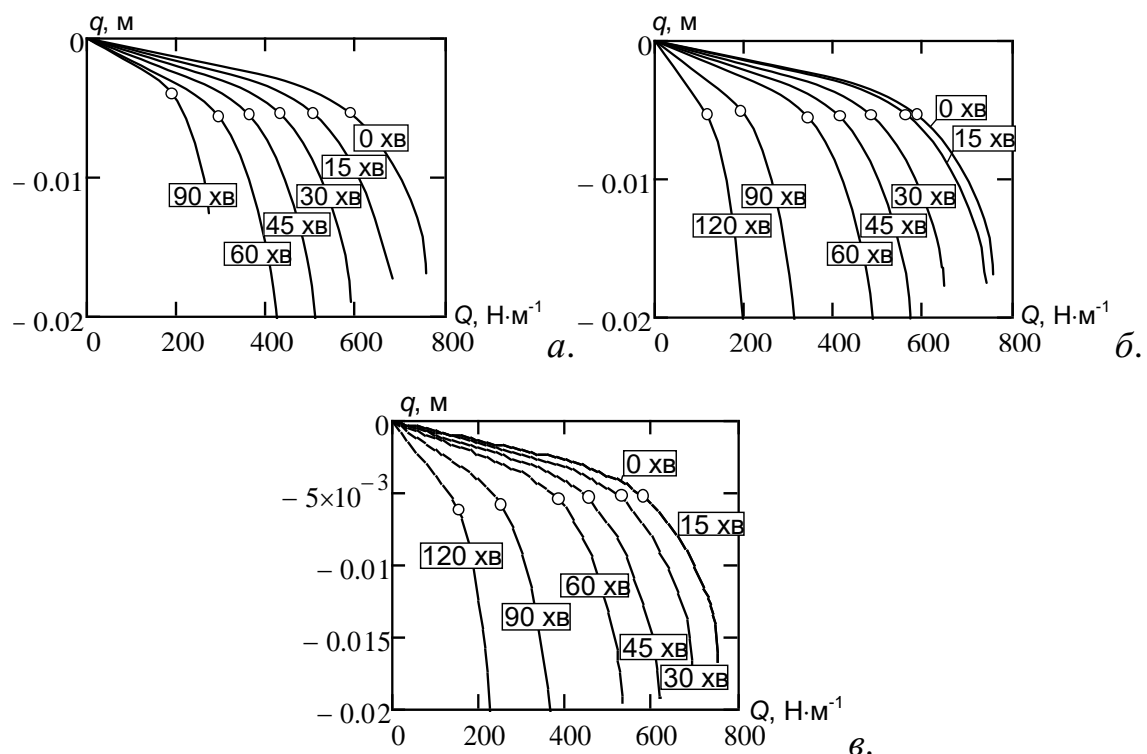 q, м
0
– 0.01
– 0.02
0 хв
15 хв
30 хв
90 хв
45 хв
60 хв
Q, Н·м⁻¹
0 200 400 600 800
а.
q, м
0
– 0.01
– 0.02
0 хв
15 хв
30 хв
120 хв
90 хв
45 хв
60 хв
Q, Н·м⁻¹
0 200 400 600 800
б.
q, м
0
– 5×10⁻³
– 0.01
– 0.015
– 0.02
0 хв
15 хв
120 хв
60 хв
90 хв
45 хв
30 хв
Q, Н·м⁻¹
0 200 400 600 800
в.